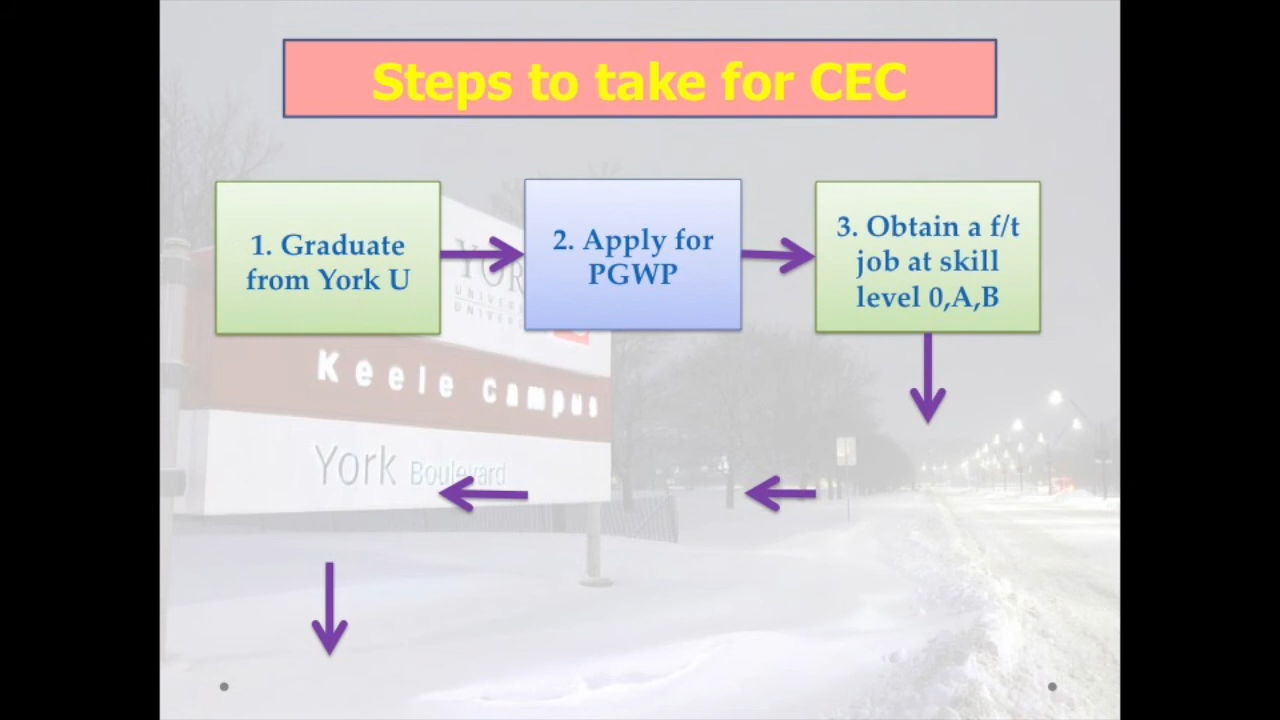 Steps to take for CEC
1. Graduate
from York U
2. Apply for
PGWP
3. Obtain a f/t
job at skill
level 0,A,B
Keele Campus
York Boulevard